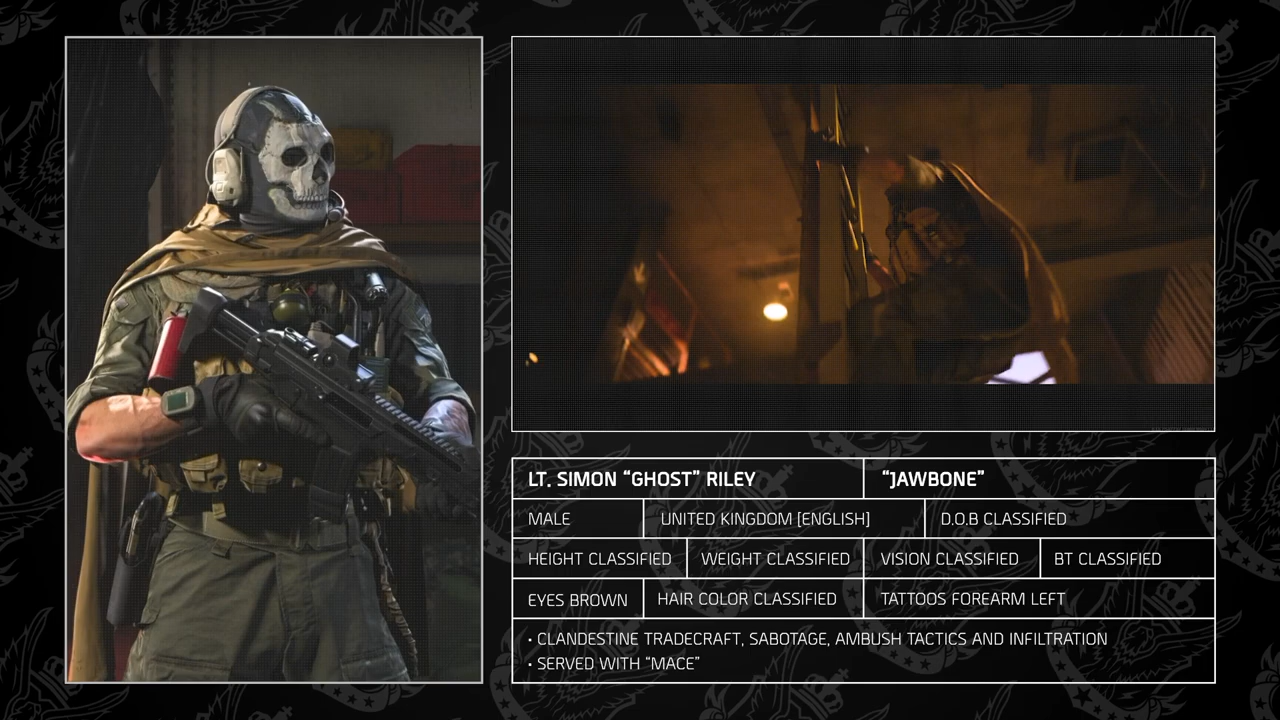 LT. SIMON “GHOST” RILEY
“JAWBONE”
MALE
UNITED KINGDOM [ENGLISH]
D.O.B CLASSIFIED
HEIGHT CLASSIFIED
WEIGHT CLASSIFIED
VISION CLASSIFIED
BT CLASSIFIED
EYES BROWN
HAIR COLOR CLASSIFIED
TATTOOS FOREARM LEFT
• CLANDESTINE TRADECRAFT, SABOTAGE, AMBUSH TACTICS AND INFILTRATION
• SERVED WITH “MACE”